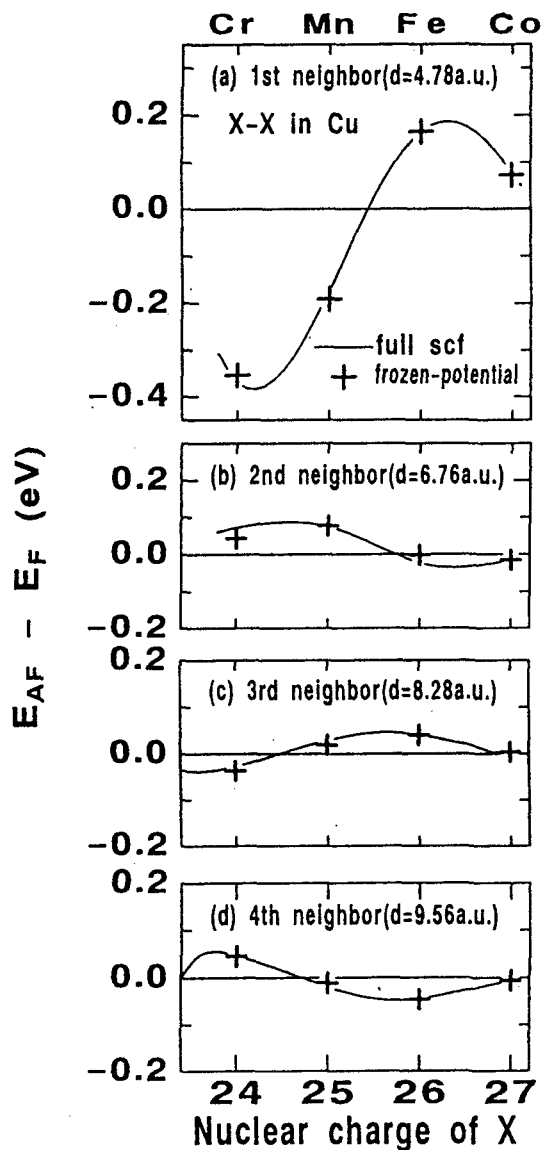 Cr Mn Fe Co
(a) 1st neighbor(d=4.78a.u.)
X-X in Cu
0.2
0.0
-0.2
-0.4
full scf
+ frozen-potential
(b) 2nd neighbor(d=6.76a.u.)
0.2
0.0
-0.2
(c) 3rd neighbor(d=8.28a.u.)
0.2
0.0
-0.2
(d) 4th neighbor(d=9.56a.u.)
0.2
0.0
-0.2
24 25 26 27
Nuclear charge of X
E_AF - E_F (eV)